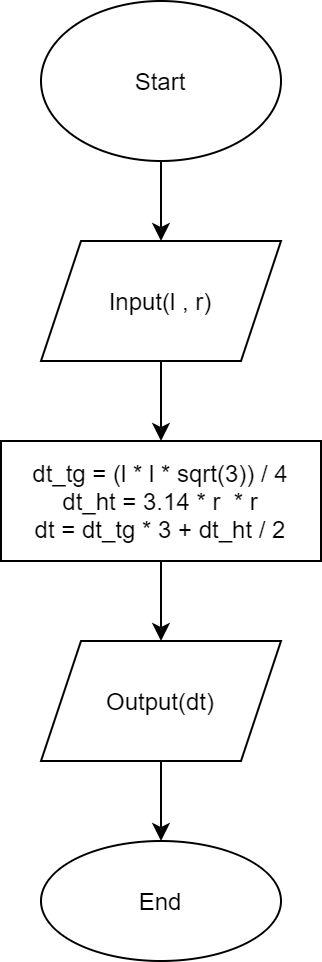 Start
Input(l , r)
dt_tg = (l * l * sqrt(3)) / 4
dt_ht = 3.14 * r  * r
dt = dt_tg * 3 + dt_ht / 2
Output(dt)
End